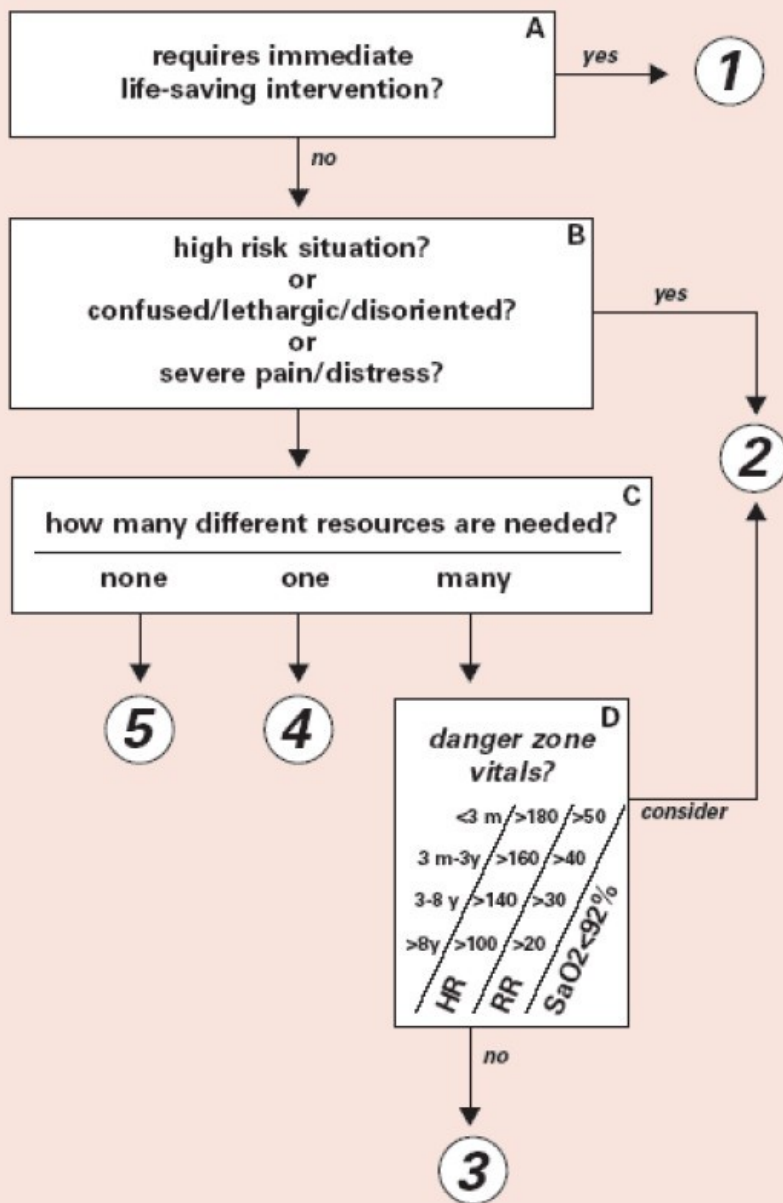 A
requires immediate
life-saving intervention?
yes
1
no
B
high risk situation?
or
confused/lethargic/disoriented?
or
severe pain/distress?
yes
2
C
how many different resources are needed?
none one many
5 4
D
danger zone
vitals?
<3 m >180 >50
3 m-3y >160 >40
3-8 y >140 >30
>8y >100 >20
HR RR SaO2<92%
consider
no
3